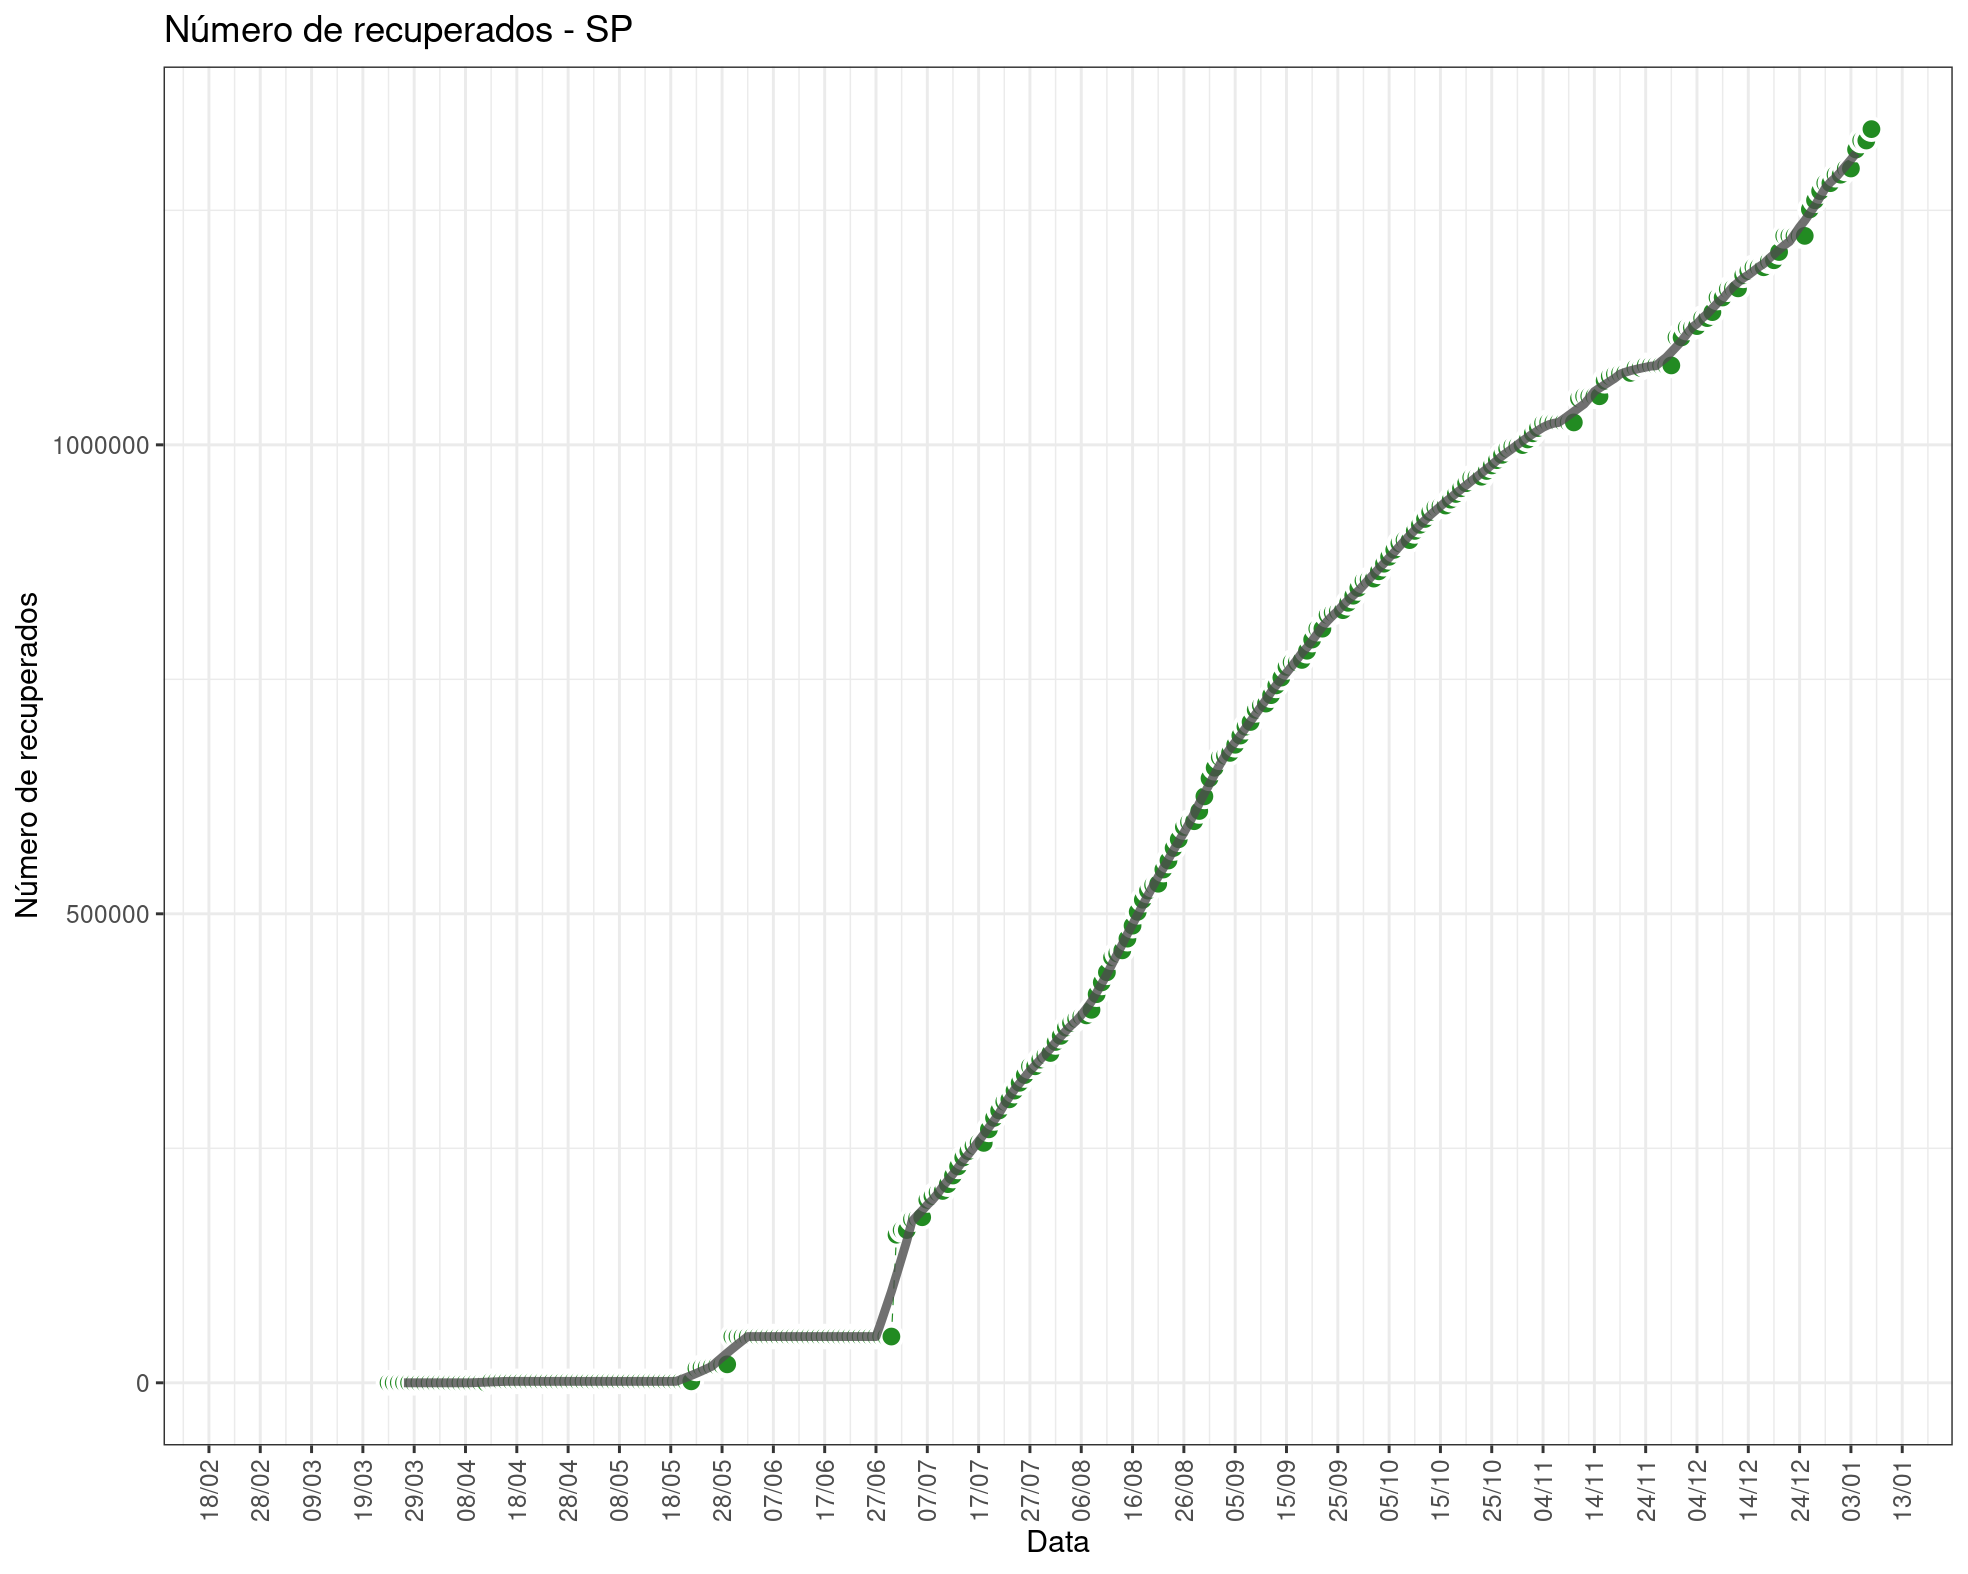 Número de recuperados - SP
Número de recuperados
1000000
500000
0
18/02 28/02 09/03 19/03 29/03 08/04 18/04 28/04 08/05 18/05 28/05 07/06 17/06 27/06 07/07 17/07 27/07 06/08 16/08 26/08 05/09 15/09 25/09 05/10 15/10 25/10 04/11 14/11 24/11 04/12 14/12 24/12 03/01 13/01
Data